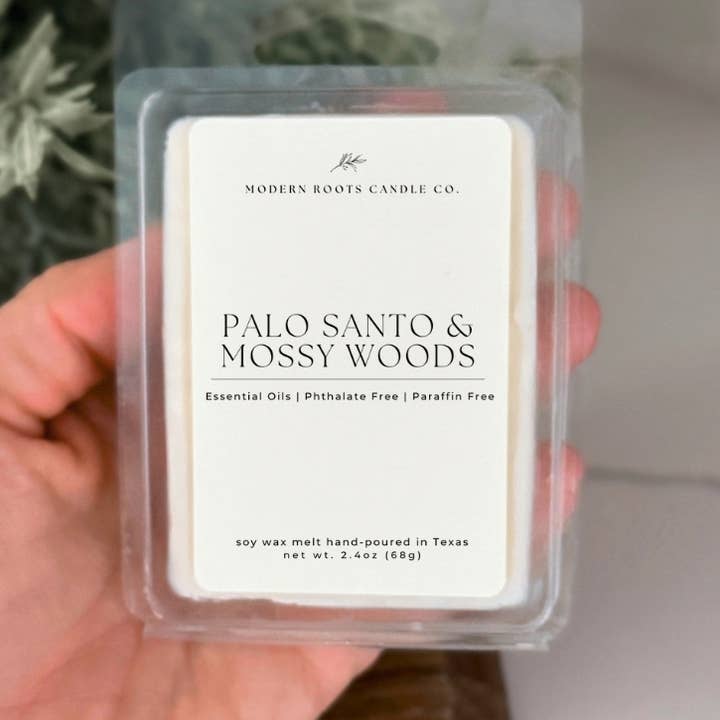 MODERN ROOTS CANDLE CO.
PALO SANTO &
MOSSY WOODS
Essential Oils | Phthalate Free | Paraffin Free
soy wax melt hand-poured in Texas
net wt. 2.4oz (68g)